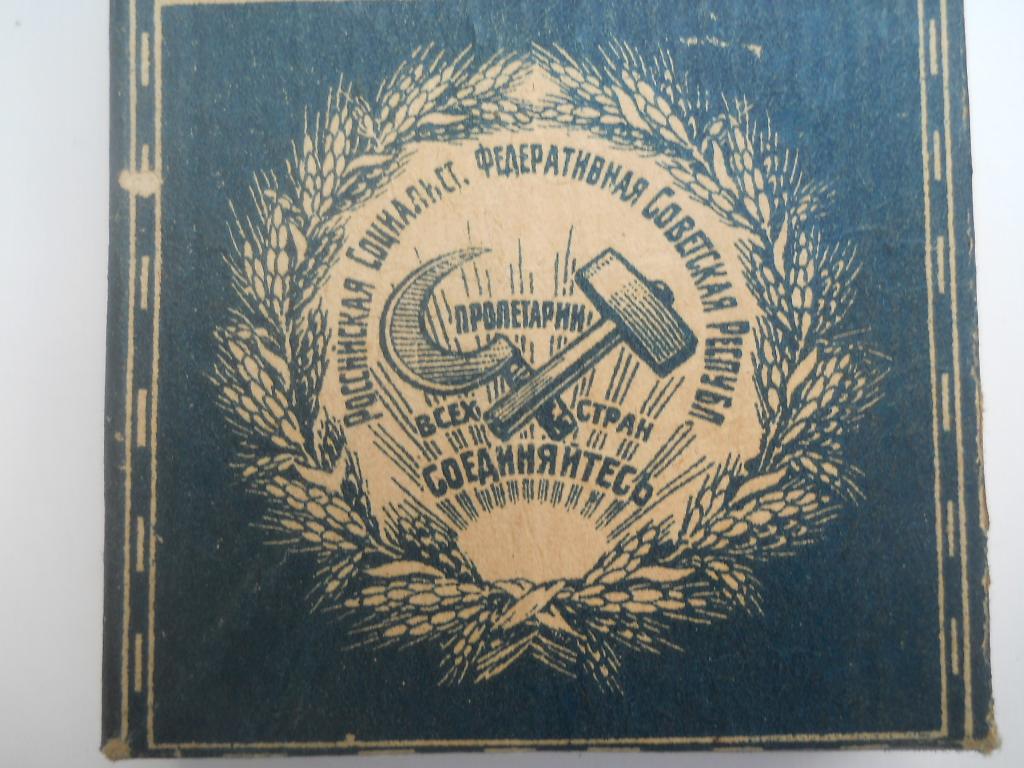 РОССИЙСКАЯ СОЦИАЛИСТ. ФЕДЕРАТИВНАЯ СОВЕТСКАЯ РЕСПУБЛ
ПРОЛЕТАРИИ
ВСЕХ СТРАН
СОЕДИНЯЙТЕСЬ